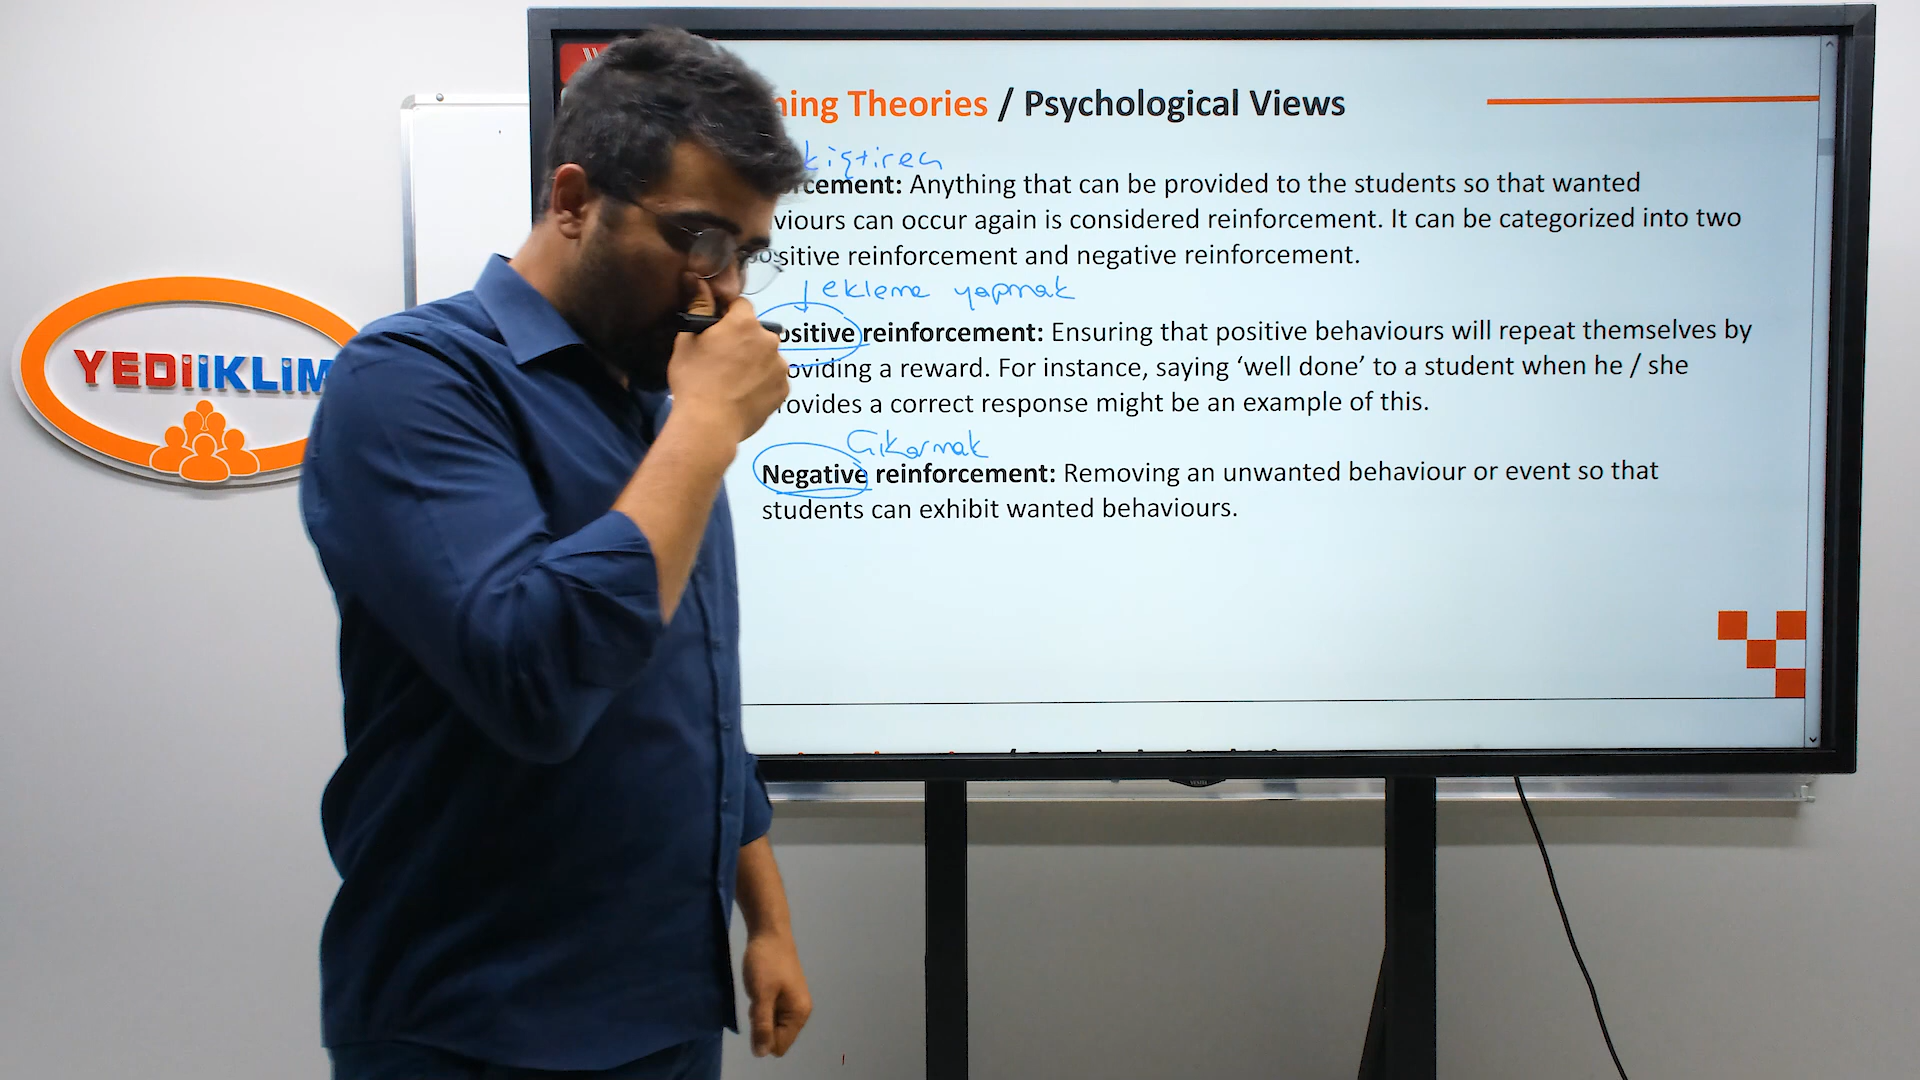 YEDiiKLiM
ning Theories / Psychological Views
kiştireç
rcement: Anything that can be provided to the students so that wanted
viours can occur again is considered reinforcement. It can be categorized into two
positive reinforcement and negative reinforcement.
ekleme yapmak
ositive reinforcement: Ensuring that positive behaviours will repeat themselves by
oviding a reward. For instance, saying ‘well done’ to a student when he / she
rovides a correct response might be an example of this.
Çıkarmak
Negative reinforcement: Removing an unwanted behaviour or event so that
students can exhibit wanted behaviours.